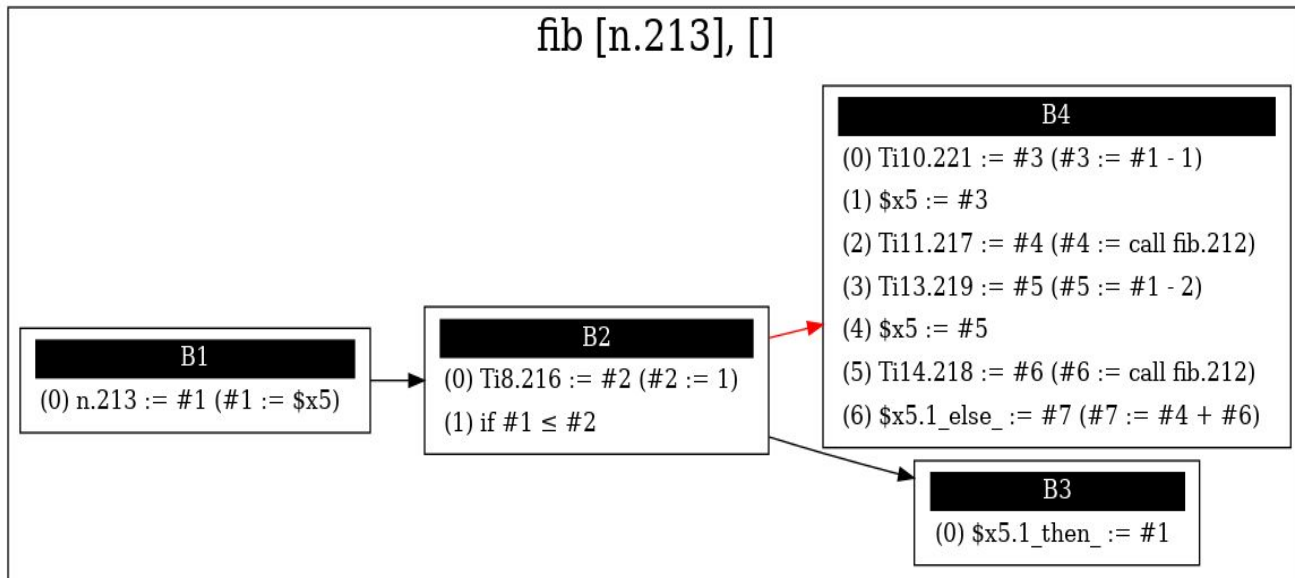 fib [n.213], []
B1
(0) n.213 := #1 (#1 := $x5)
B2
(0) Ti8.216 := #2 (#2 := 1)
(1) if #1 ≤ #2
B4
(0) Ti10.221 := #3 (#3 := #1 - 1)
(1) $x5 := #3
(2) Ti11.217 := #4 (#4 := call fib.212)
(3) Ti13.219 := #5 (#5 := #1 - 2)
(4) $x5 := #5
(5) Ti14.218 := #6 (#6 := call fib.212)
(6) $x5.1_else_ := #7 (#7 := #4 + #6)
B3
(0) $x5.1_then_ := #1